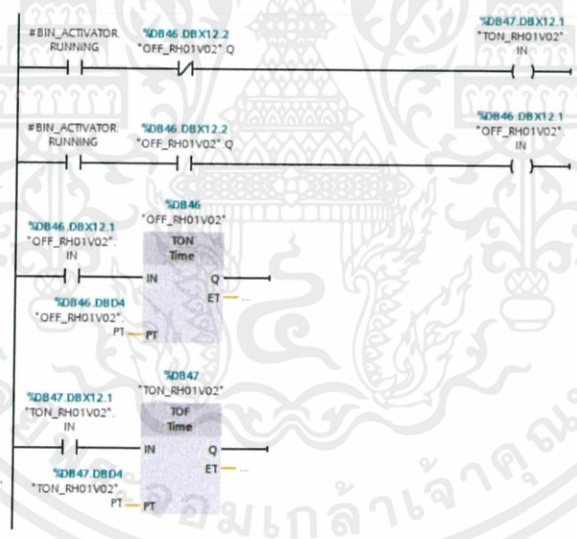 #BIN_ACTIVATOR.
RUNNING
%DB46.DBX12.2
"OFF_RH01V02".Q
%DB47.DBX12.1
"TON_RH01V02".
IN
#BIN_ACTIVATOR.
RUNNING
%DB46.DBX12.2
"OFF_RH01V02".Q
%DB46.DBX12.1
"OFF_RH01V02".
IN
%DB46
"OFF_RH01V02"
%DB46.DBX12.1
"OFF_RH01V02".
IN
TON
Time
IN
Q
ET
...
%DB46.DBD4
"OFF_RH01V02".
PT
PT
%DB47
"TON_RH01V02"
%DB47.DBX12.1
"TON_RH01V02".
IN
TOF
Time
IN
Q
ET
...
%DB47.DBD4
"TON_RH01V02".
PT
PT